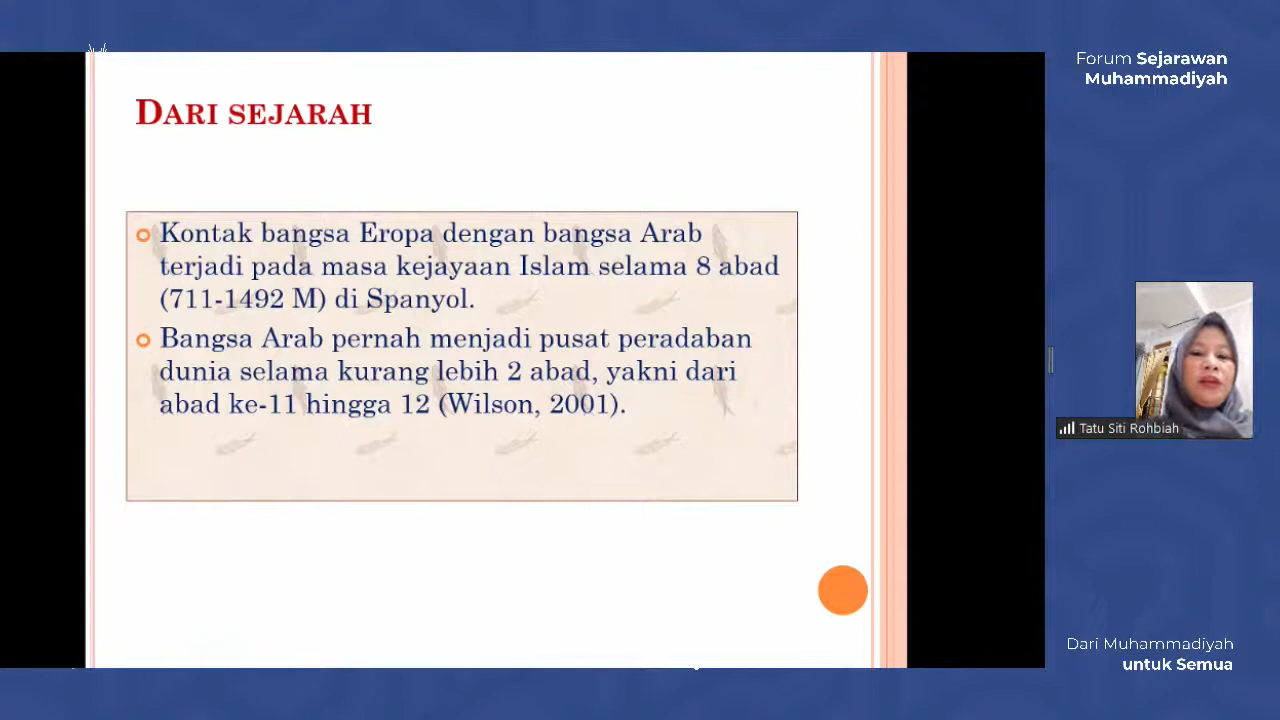 Forum Sejarawan
Muhammadiyah
DARI SEJARAH
Kontak bangsa Eropa dengan bangsa Arab
terjadi pada masa kejayaan Islam selama 8 abad
(711-1492 M) di Spanyol.
Bangsa Arab pernah menjadi pusat peradaban
dunia selama kurang lebih 2 abad, yakni dari
abad ke-11 hingga 12 (Wilson, 2001).
Tatu Siti Rohbiah
Dari Muhammadiyah
untuk Semua